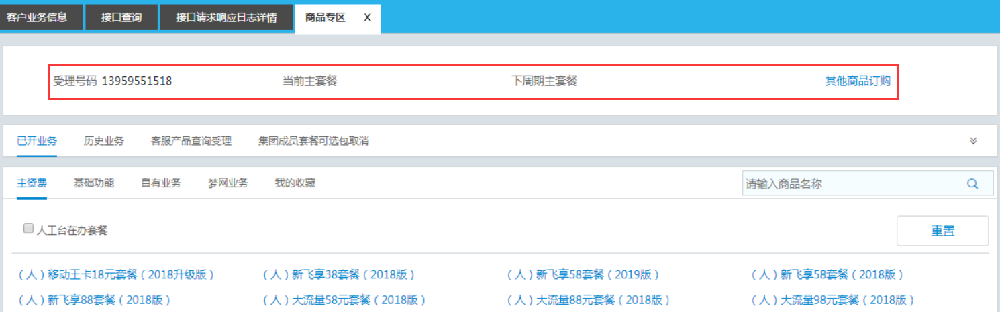 客户业务信息 接口查询 接口请求响应日志详情 商品专区 X
受理号码 13959551518 当前主套餐 下周期主套餐 其他商品订购
已开业务 历史业务 客服产品查询受理 集团成员套餐可选包取消
主资费 基础功能 自有业务 梦网业务 我的收藏 请输入商品名称
人工台在办套餐 重置
（人）移动王卡18元套餐（2018升级版） （人）新飞享38套餐（2018版） （人）新飞享58套餐（2019版） （人）新飞享58套餐（2018版）
（人）新飞享88套餐（2018版） （人）大流量58元套餐（2018版） （人）大流量88元套餐（2018版） （人）大流量98元套餐（2018版）